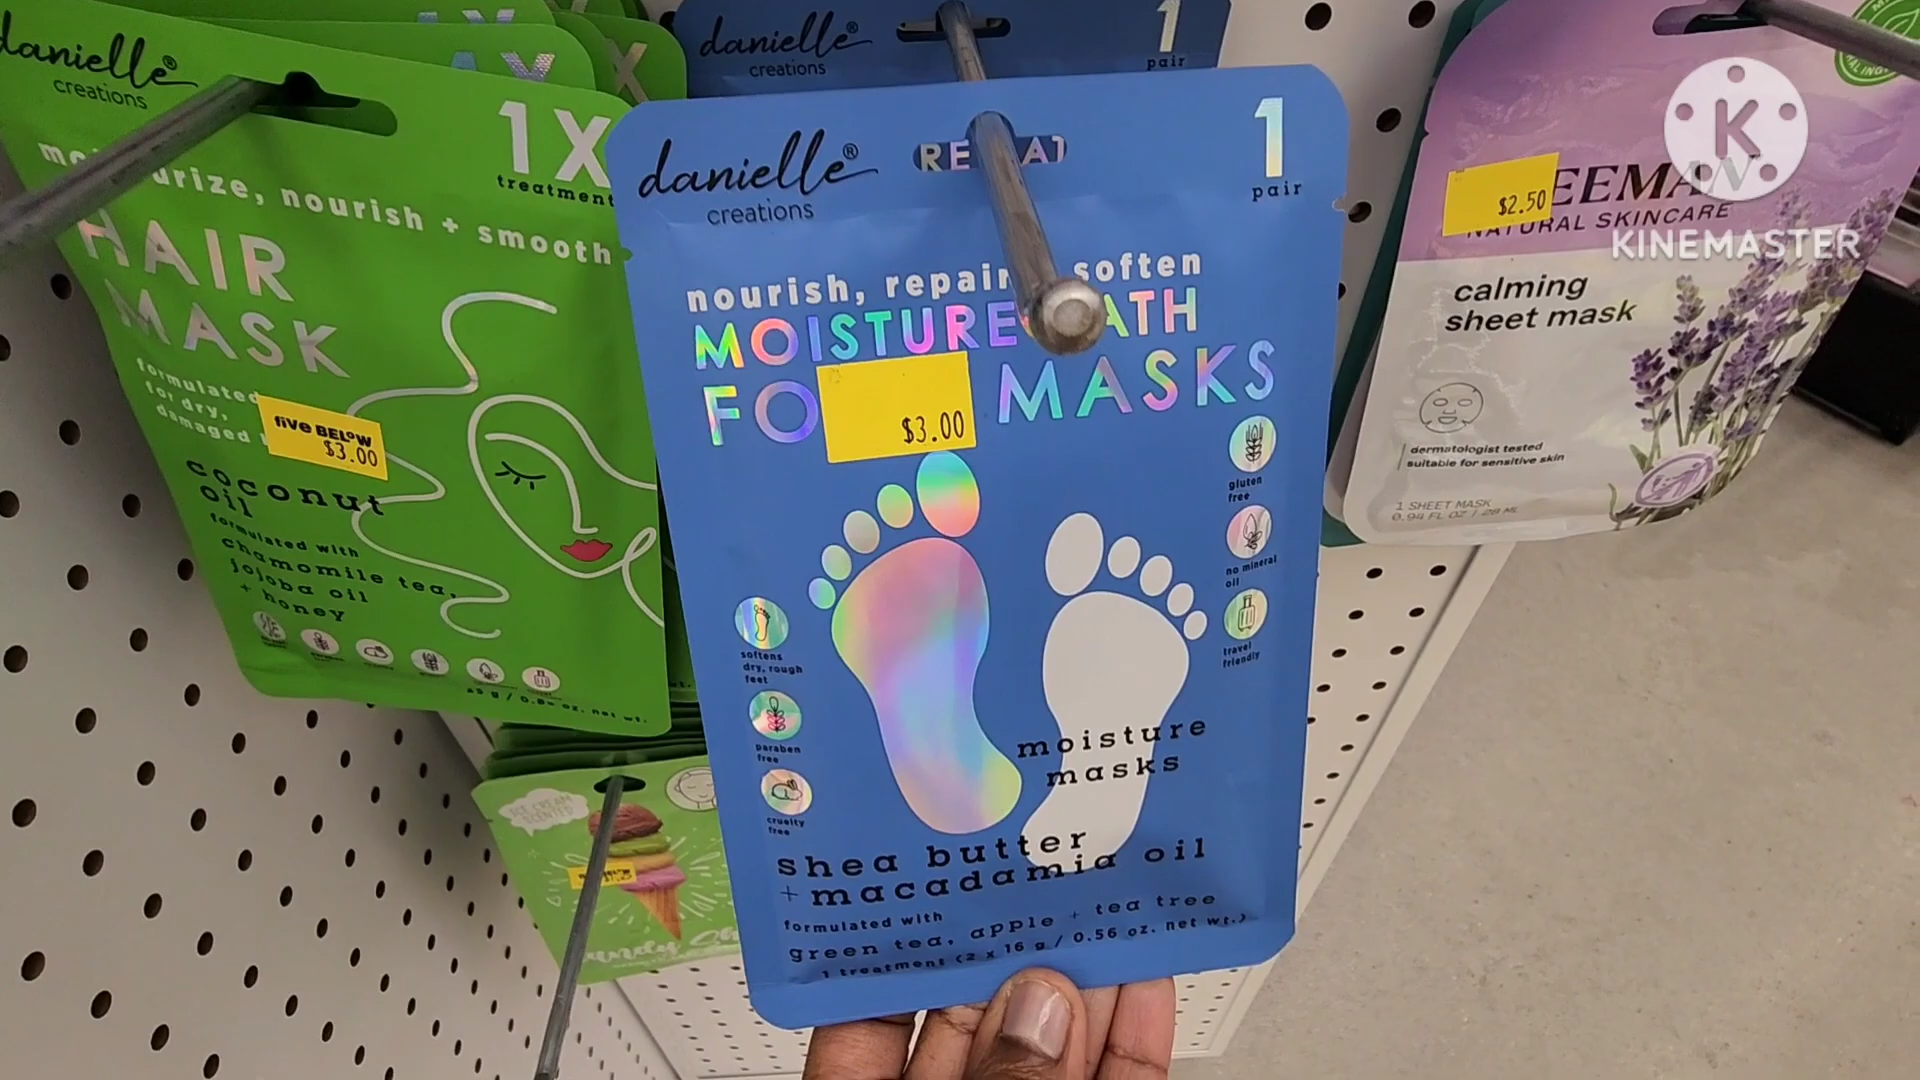 danielle®
creations
1X
treatment
nourish + smooth
HAIR
MASK
formulated
for dry,
damaged
five BELOW
$3.00
coconut
oil
formulated with
chamomile tea,
jojoba oil
+ honey
danielle®
creations
1
pair
danielle®
creations
1
pair
nourish, repair soften
MOISTURE
MASKS
$3.00
gluten
free
no mineral
oil
travel
friendly
softens
dry, rough
feet
paraben
free
cruelty
free
moisture
masks
shea butter
+ macadamia oil
formulated with
green tea, apple + tea tree
1 treatment (2 x 16 g / 0.56 oz. net wt.)
ICE CREAM
SCENTED
$2.50
NATURAL SKINCARE
calming
sheet mask
dermatologist tested
suitable for sensitive skin
1 SHEET MASK
0.94 FL OZ / 28 ML
K
KINEMASTER